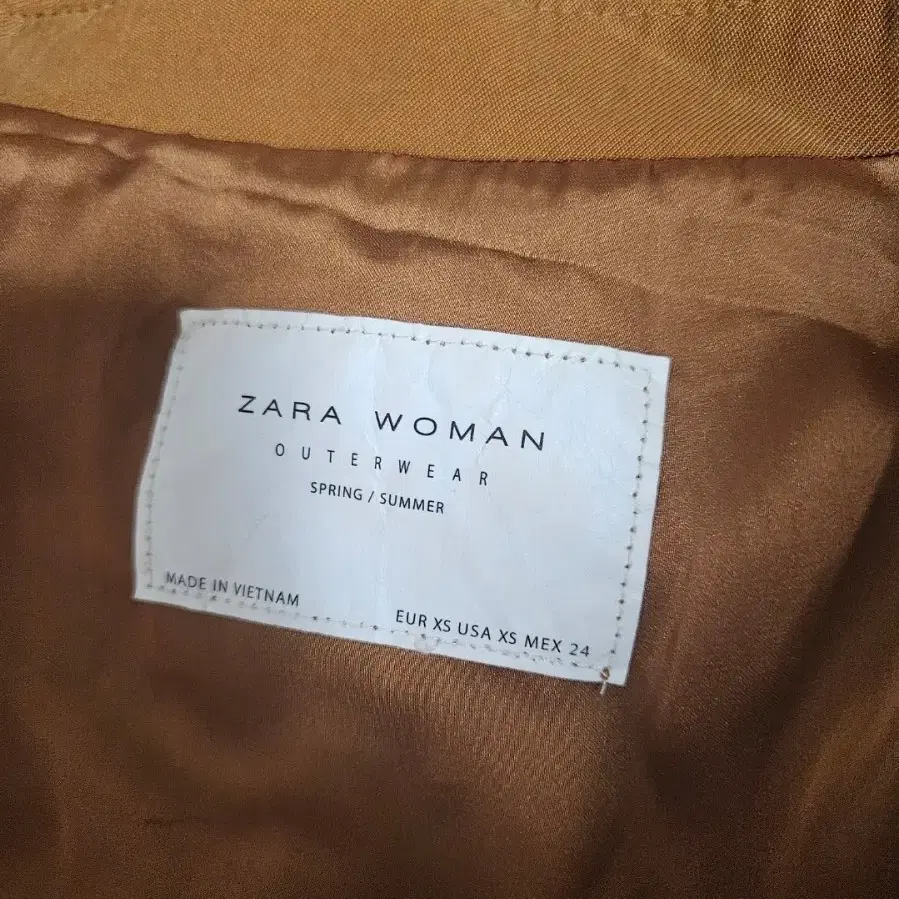 ZARA WOMAN
OUTERWEAR
SPRING / SUMMER
MADE IN VIETNAM
EUR XS USA XS MEX 24